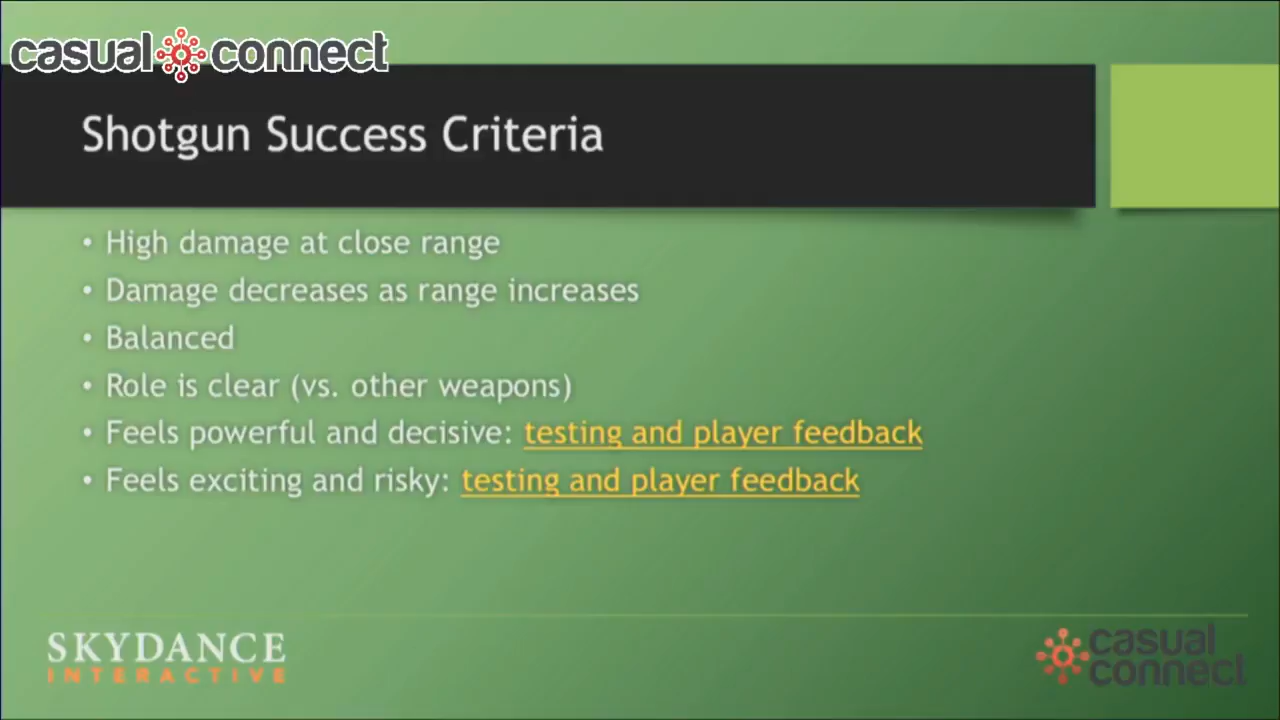 casual connect
Shotgun Success Criteria
• High damage at close range
• Damage decreases as range increases
• Balanced
• Role is clear (vs. other weapons)
• Feels powerful and decisive: testing and player feedback
• Feels exciting and risky: testing and player feedback
SKYDANCE
INTERACTIVE
casual
connect